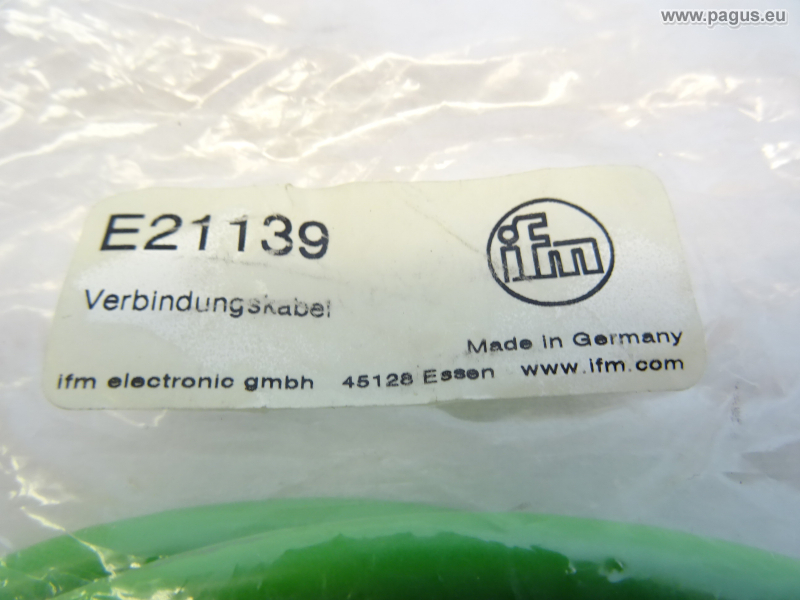 www.pagus.eu
E21139
ifm
Verbindungskabel
Made in Germany
ifm electronic gmbh 45128 Essen www.ifm.com